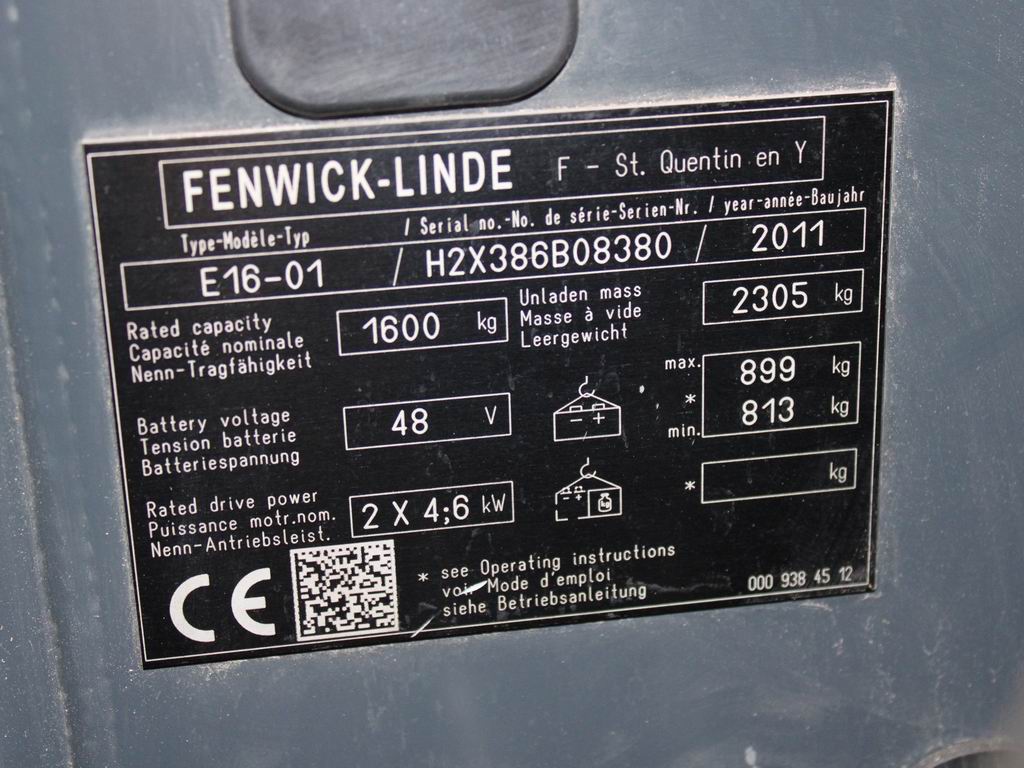 FENWICK-LINDE F - St. Quentin en Y
Type-Modèle-Typ / Serial no.-No. de série-Serien-Nr. / year-année-Baujahr
E16-01 / H2X386B08380 / 2011
Rated capacity
Capacité nominale
Nenn-Tragfähigkeit
1600 kg
Unladen mass
Masse à vide
Leergewicht
2305 kg
Battery voltage
Tension batterie
Batteriespannung
48 V
- +
max. 899 kg
*
min. 813 kg
Rated drive power
Puissance motr.nom.
Nenn-Antriebsleist.
2 X 4;6 kW
- + kg
* kg
CE
* see Operating instructions
voir Mode d'emploi
siehe Betriebsanleitung
000 938 45 12